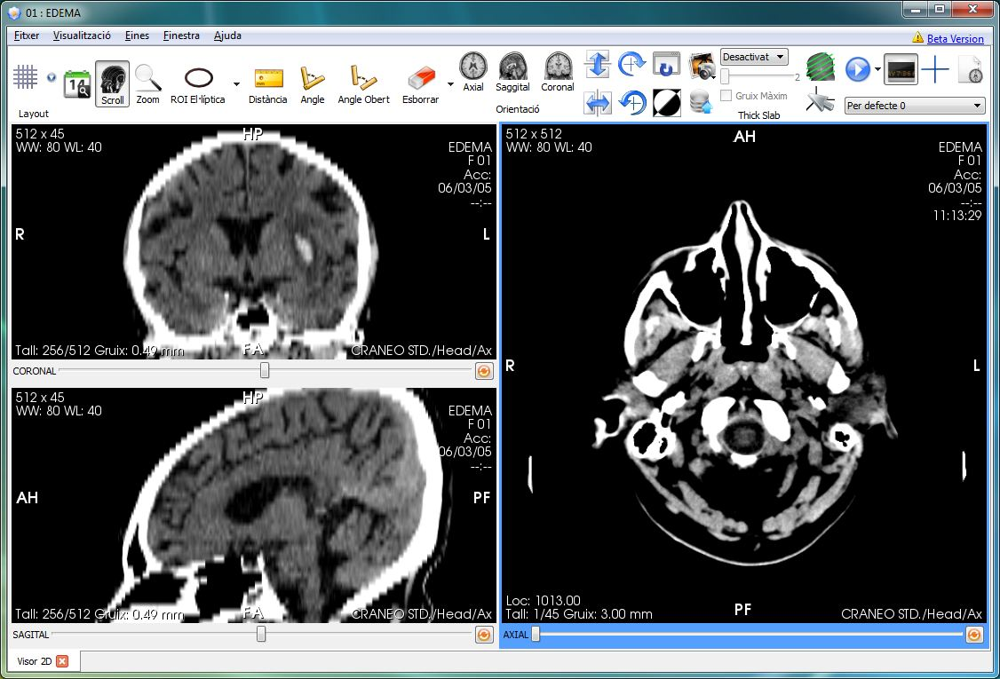 01 : EDEMA
Fitxer Visualització Eines Finestra Ajuda
Beta Version
14
Layout
Scroll
Zoom
ROI El·líptica
Distància
Angle
Angle Obert
Esborrar
Axial
Saggital
Coronal
Orientació
Desactivat
2
Gruix Màxim
Thick Slab
Per defecte 0
512 x 45
WW: 80 WL: 40
HP
EDEMA
F 01
Acc:
06/03/05
--:--
R
L
Tall: 256/512 Gruix: 0.49 mm
F A
CRANEO STD./Head/Ax
CORONAL
512 x 45
WW: 80 WL: 40
HP
EDEMA
F 01
Acc:
06/03/05
--:--
AH
PF
Tall: 256/512 Gruix: 0.49 mm
F A
CRANEO STD./Head/Ax
SAGITAL
512 x 512
WW: 80 WL: 40
AH
EDEMA
F 01
Acc:
06/03/05
--:--
11:13:29
R
L
Loc: 1013.00
Tall: 1/45 Gruix: 3.00 mm
PF
CRANEO STD./Head/Ax
AXIAL
Visor 2D